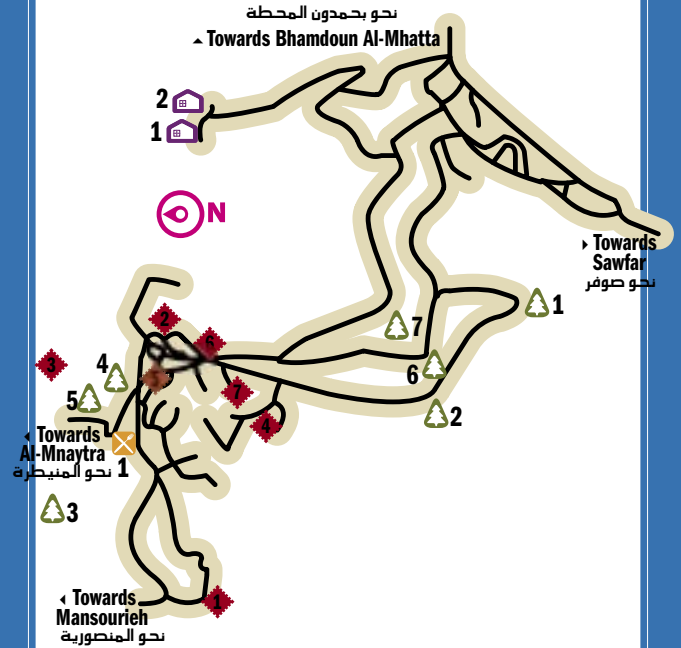 نحو بحمدون المحطة
Towards Bhamdoun Al-Mhatta
2
1
N
Towards
Sawfar
نحو صوفر
1
7
2
6
3
4
6
5
7
2
4
Towards
Al-Mnaytra
نحو المنيطرة
1
3
Towards
Mansourieh
نحو المنصورية
1